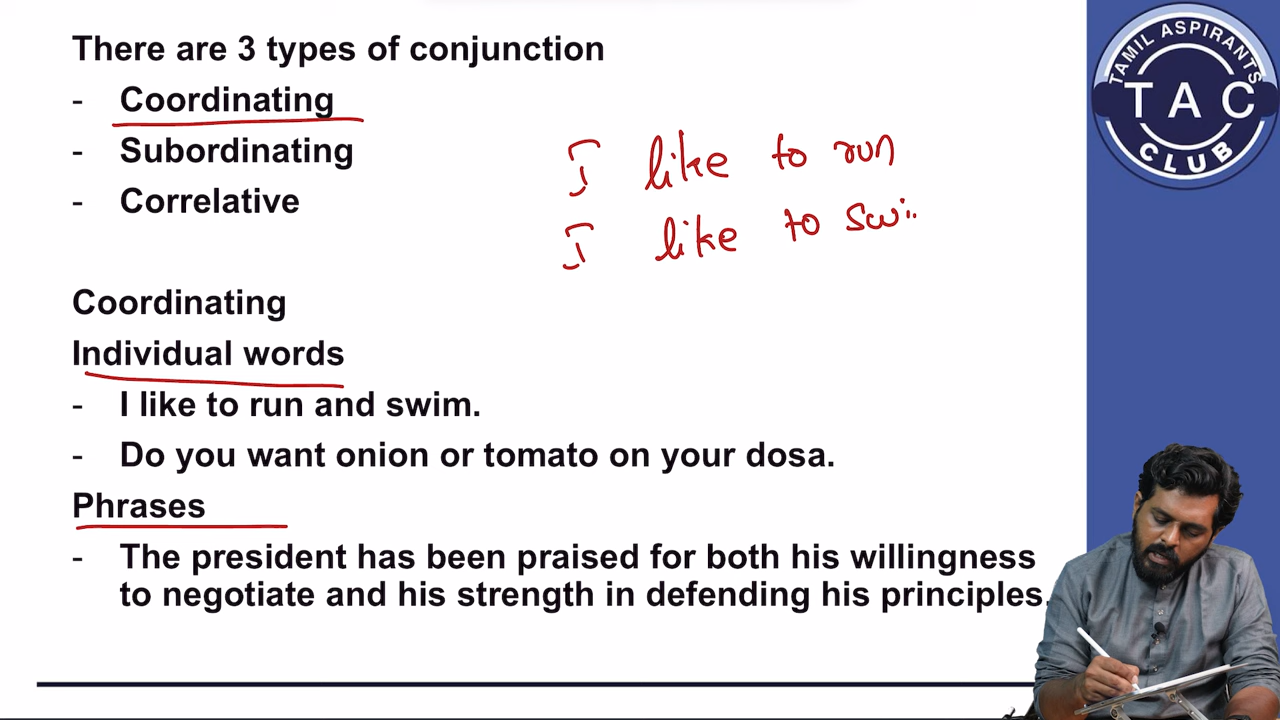 There are 3 types of conjunction
- Coordinating
- Subordinating
- Correlative
I like to run
I like to swi
Coordinating
Individual words
- I like to run and swim.
- Do you want onion or tomato on your dosa.
Phrases
- The president has been praised for both his willingness
to negotiate and his strength in defending his principles.
TAMIL ASPIRANTS
TAC
CLUB